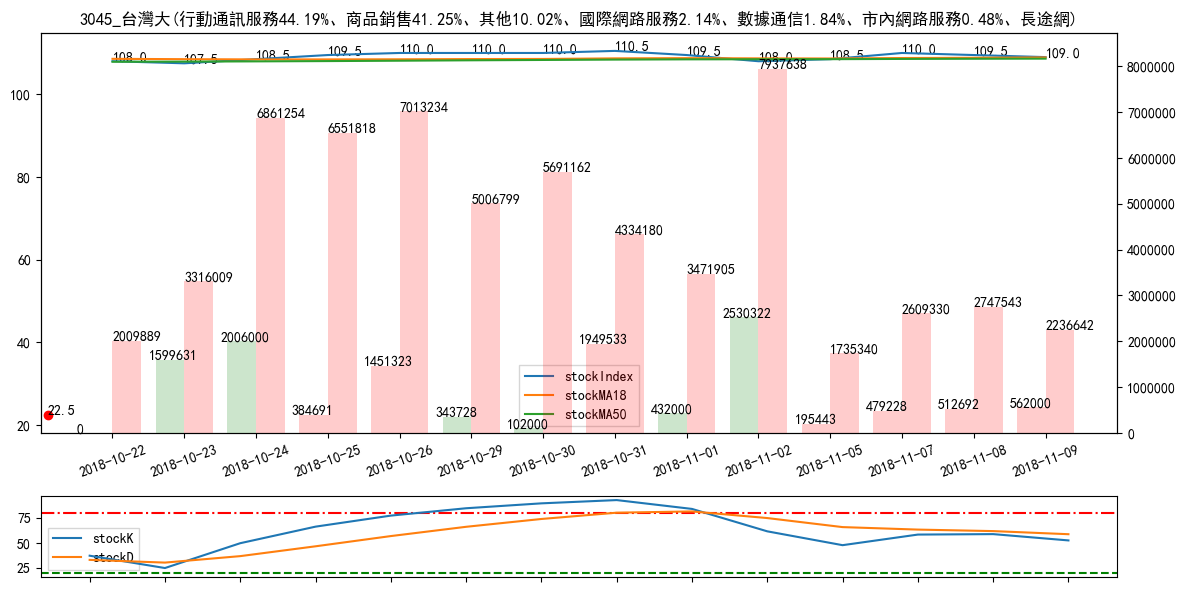 3045_台灣大(行動通訊服務44.19%、商品銷售41.25%、其他10.02%、國際網路服務2.14%、數據通信1.84%、市內網路服務0.48%、長途網)
108.0 107.5 108.5 109.5 110.0 110.0 110.0 110.5 109.5 108.0 108.5 110.0 109.5 109.0
7937638
100 8000000
6861254 6551818 7013234
7000000
80 5691162 6000000
5006799
5000000
60 4334180 4000000
3316009 3471905
3000000
2530322 2609330 2747543
40 2009889 1599631 2006000 1451323 1949533 1735340 2236642 2000000
stockIndex
stockMA18
stockMA50
1000000
22.5 384691 343728 102000 432000 195443 479228 512692 562000
20 0 0
2018-10-22 2018-10-23 2018-10-24 2018-10-25 2018-10-26 2018-10-29 2018-10-30 2018-10-31 2018-11-01 2018-11-02 2018-11-05 2018-11-07 2018-11-08 2018-11-09
75
50
25
stockK
stockD